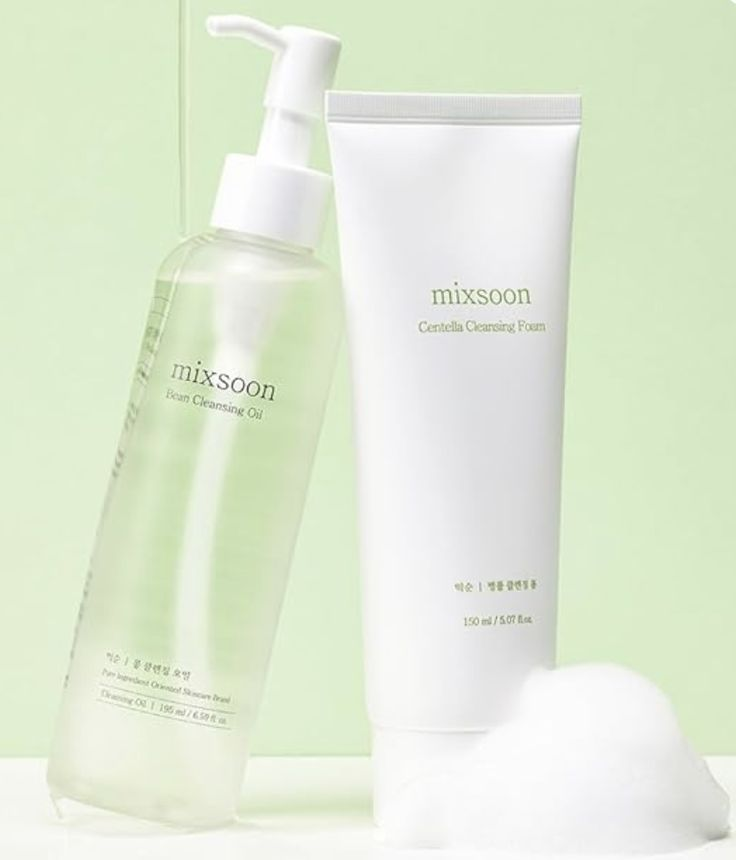 mixsoon
Bean Cleansing Oil
믹순 | 콩 클렌징 오일
Pure Ingredient Oriented Skincare Brand
Cleansing Oil | 195 ml / 6.59 fl. oz.
mixsoon
Centella Cleansing Foam
믹순 | 병풀 클렌징 폼
150 ml / 5.07 fl.oz.